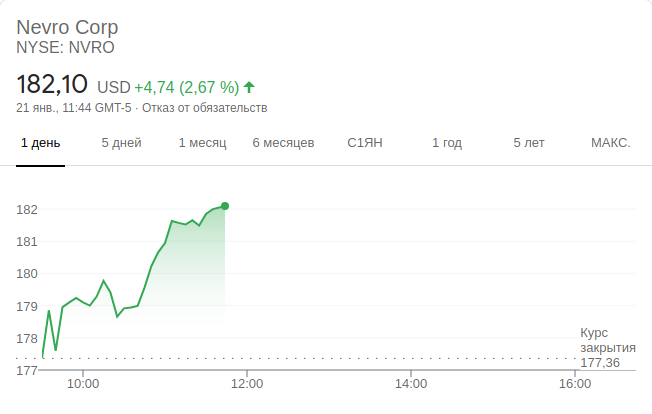 Nevro Corp
NYSE: NVRO
182,10 USD +4,74 (2,67 %)
21 янв., 11:44 GMT-5 · Отказ от обязательств
1 день 5 дней 1 месяц 6 месяцев С1ЯН 1 год 5 лет МАКС.
182
181
180
179
178
177
Курс
закрытия
177,36
10:00 12:00 14:00 16:00